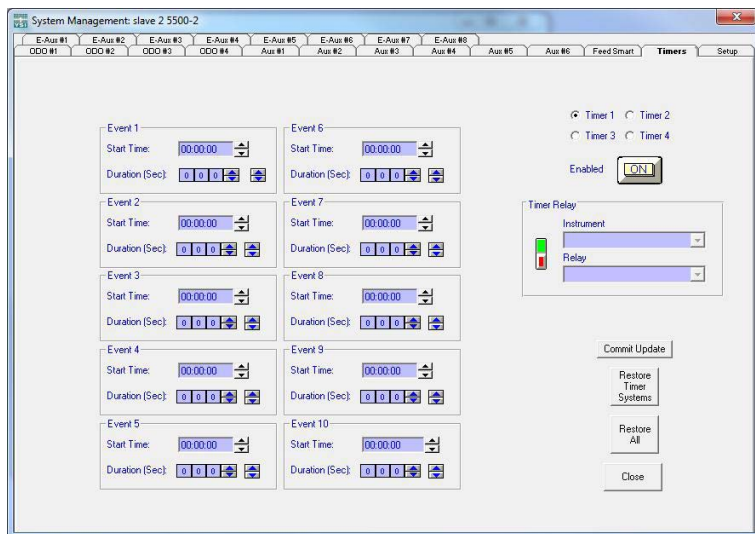 System Management: slave 2 5500-2
E-Aux #1 E-Aux #2 E-Aux #3 E-Aux #4 E-Aux #5 E-Aux #6 E-Aux #7 E-Aux #8
ODO #1 ODO #2 ODO #3 ODO #4 Aux #1 Aux #2 Aux #3 Aux #4 Aux #5 Aux #6 Feed Smart Timers Setup
Event 1
Start Time: 00:00:00
Duration (Sec): 0 0 0
Event 2
Start Time: 00:00:00
Duration (Sec): 0 0 0
Event 3
Start Time: 00:00:00
Duration (Sec): 0 0 0
Event 4
Start Time: 00:00:00
Duration (Sec): 0 0 0
Event 5
Start Time: 00:00:00
Duration (Sec): 0 0 0
Event 6
Start Time: 00:00:00
Duration (Sec): 0 0 0
Event 7
Start Time: 00:00:00
Duration (Sec): 0 0 0
Event 8
Start Time: 00:00:00
Duration (Sec): 0 0 0
Event 9
Start Time: 00:00:00
Duration (Sec): 0 0 0
Event 10
Start Time: 00:00:00
Duration (Sec): 0 0 0
Timer 1 Timer 2
Timer 3 Timer 4
Enabled ON
Timer Relay
Instrument
Relay
Commit Update
Restore
Timer
Systems
Restore
All
Close